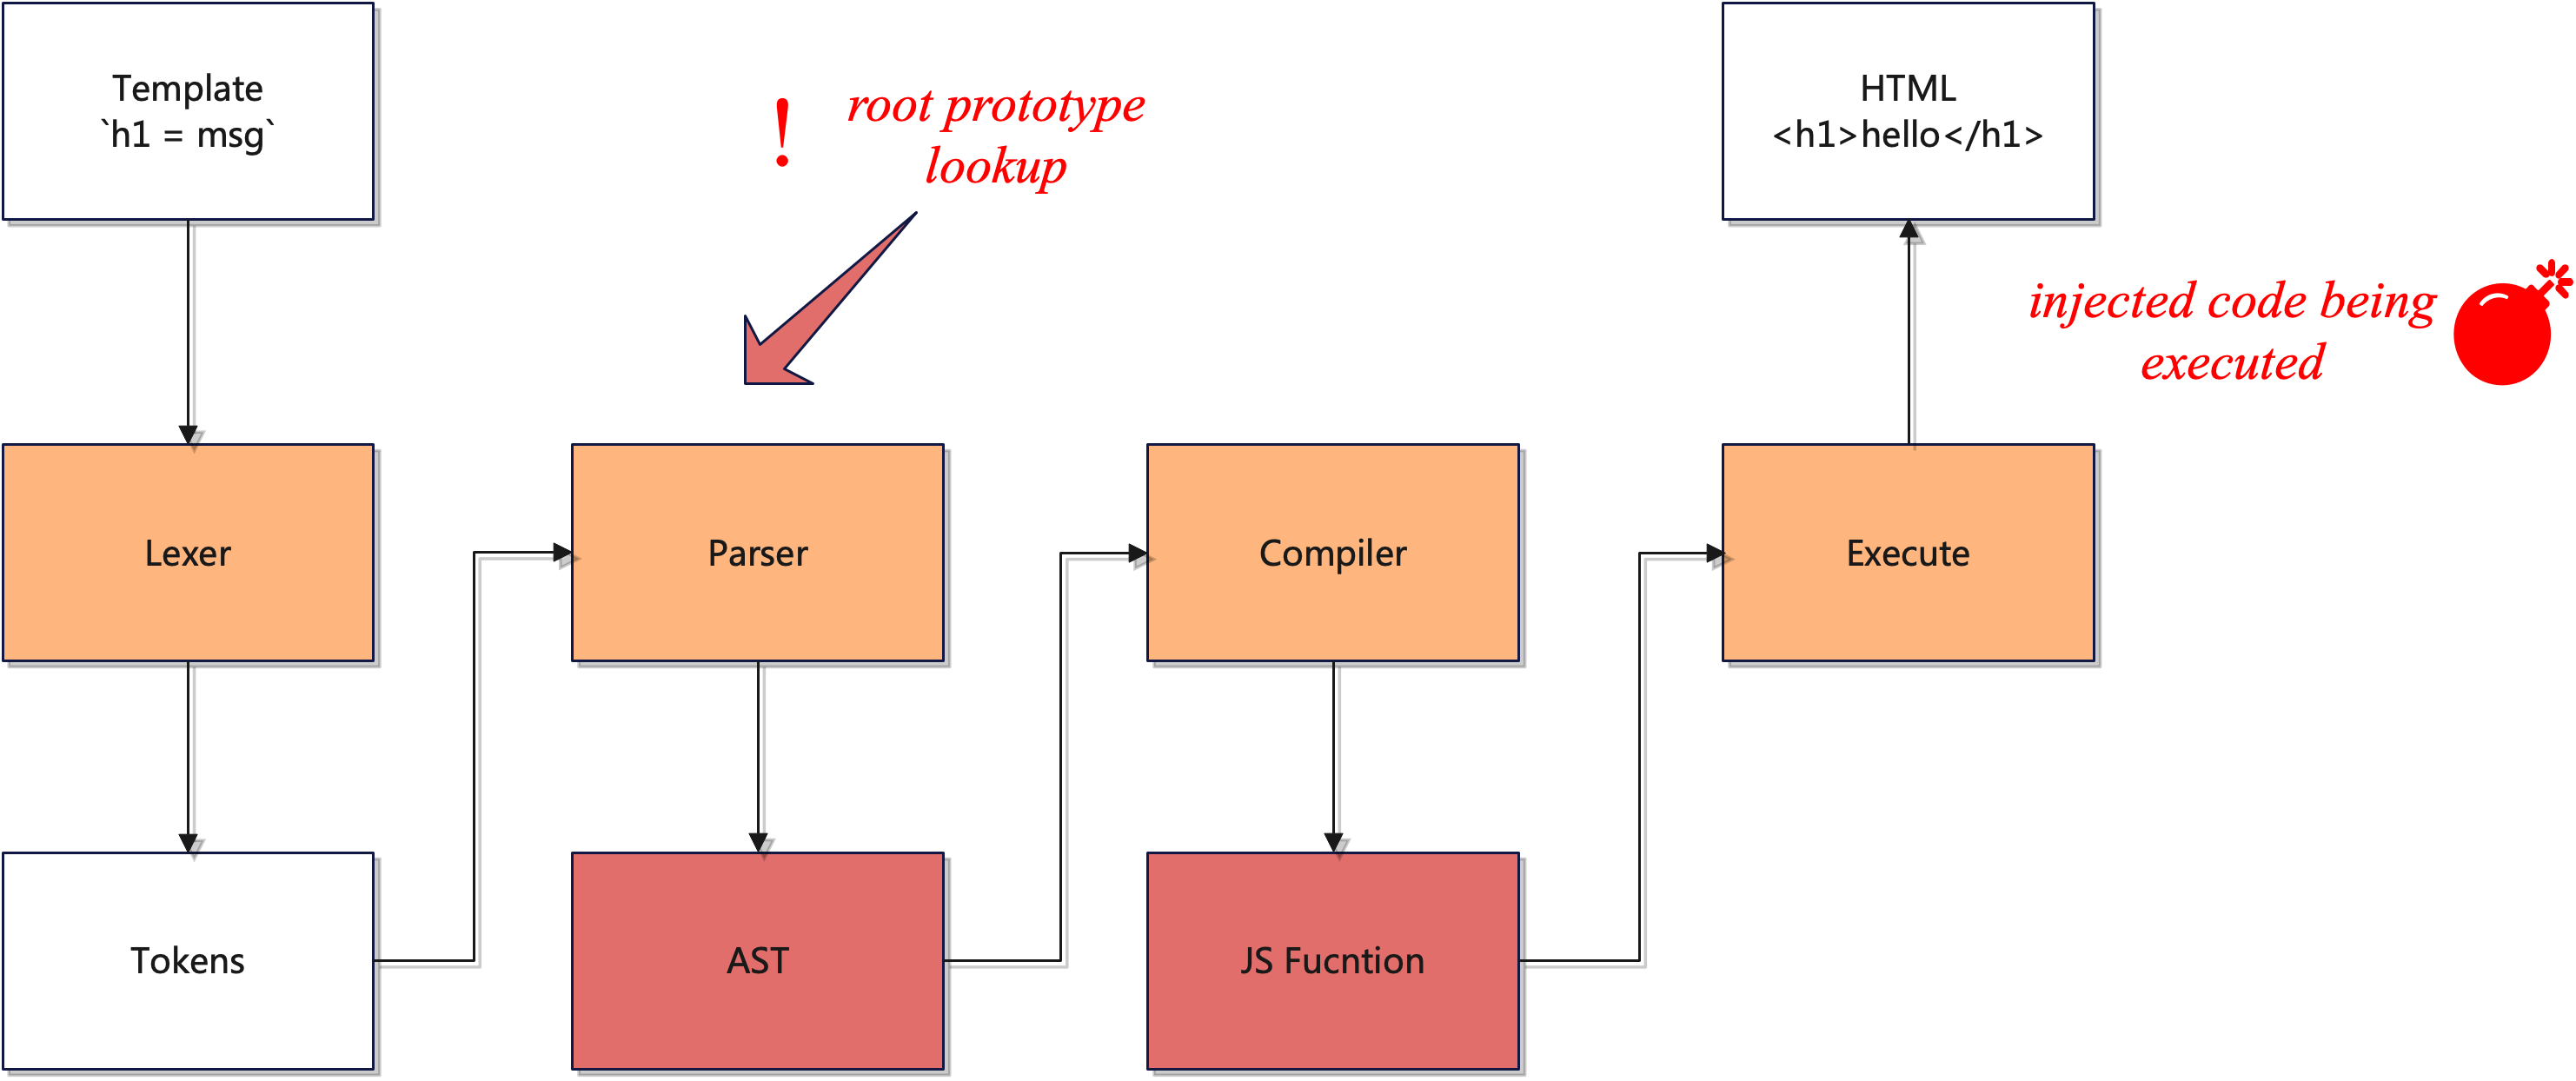 Template
`h1 = msg`
! root prototype
lookup
HTML
<h1>hello</h1>
injected code being
executed
Lexer
Parser
Compiler
Execute
Tokens
AST
JS Fucntion